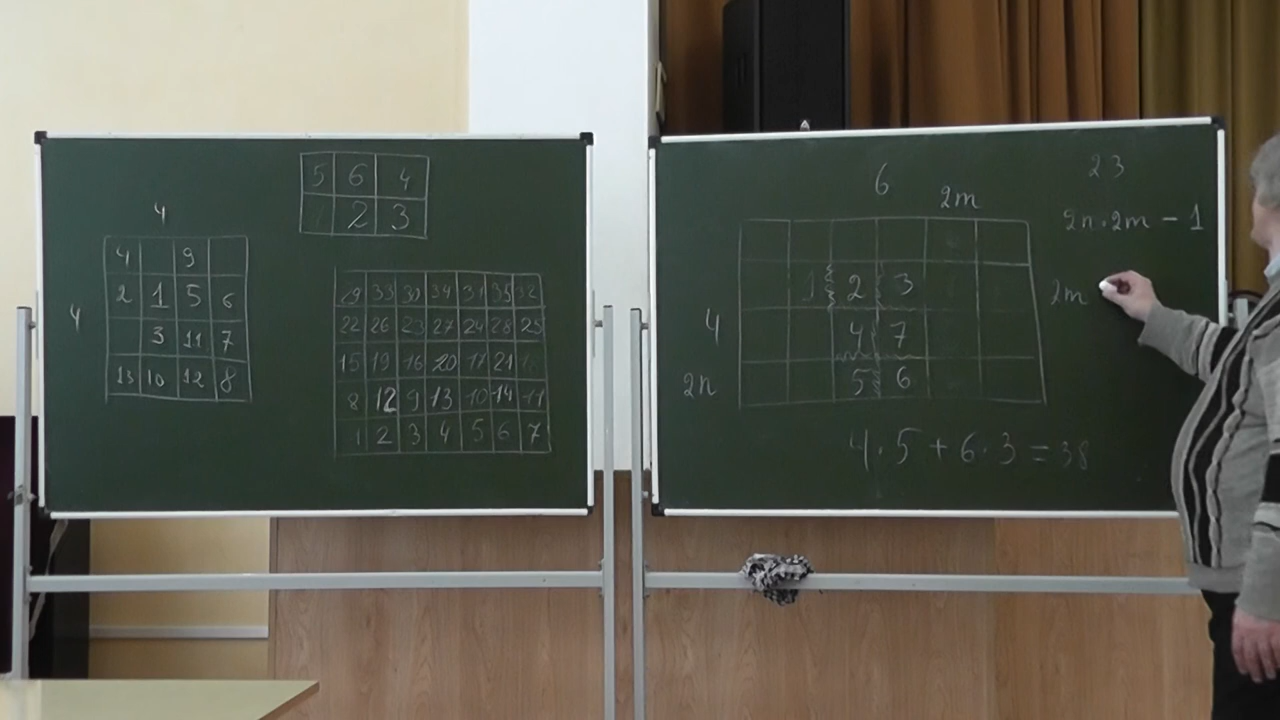 5 6 4
2 3
4
4 9
4
2 1 5 6
3 11 7
13 10 12 8
29 33 30 34 31 35 32
22 26 23 27 24 28 25
15 19 16 20 17 21 18
8 12 9 13 10 14 11
1 2 3 4 5 6 7
6
2m
4
2n
1 2 3
4 7
5 6
4·5+6·3=38
23
2n·2m-1
2m